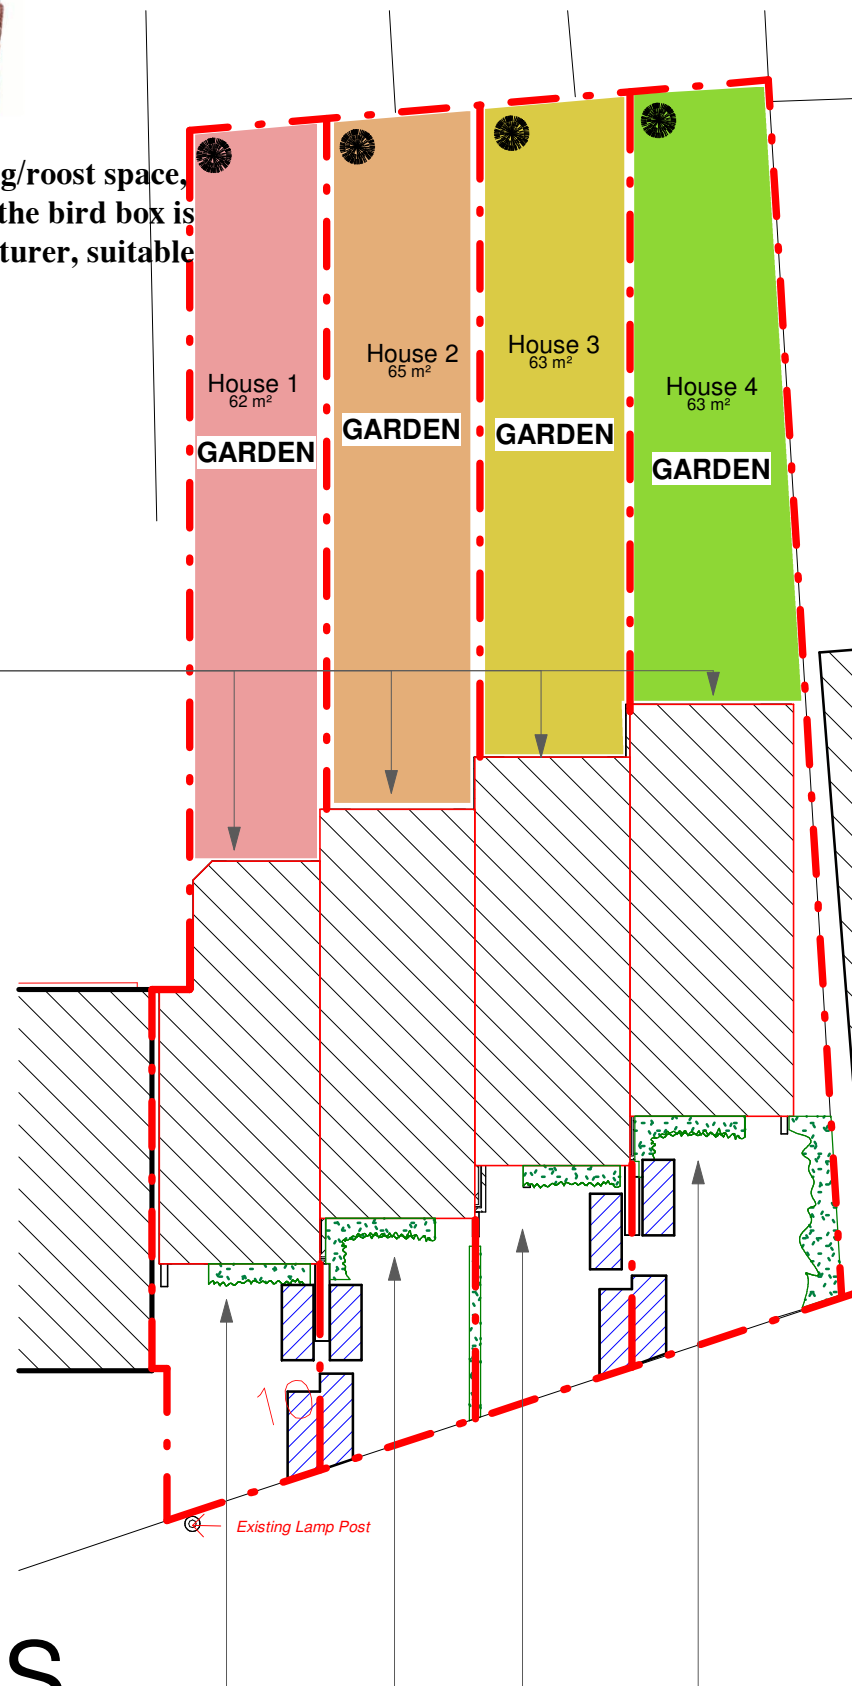 g/roost space,
the bird box is
turer, suitable
House 1
62 m²
GARDEN
House 2
65 m²
GARDEN
House 3
63 m²
GARDEN
House 4
63 m²
GARDEN
10
Existing Lamp Post
S